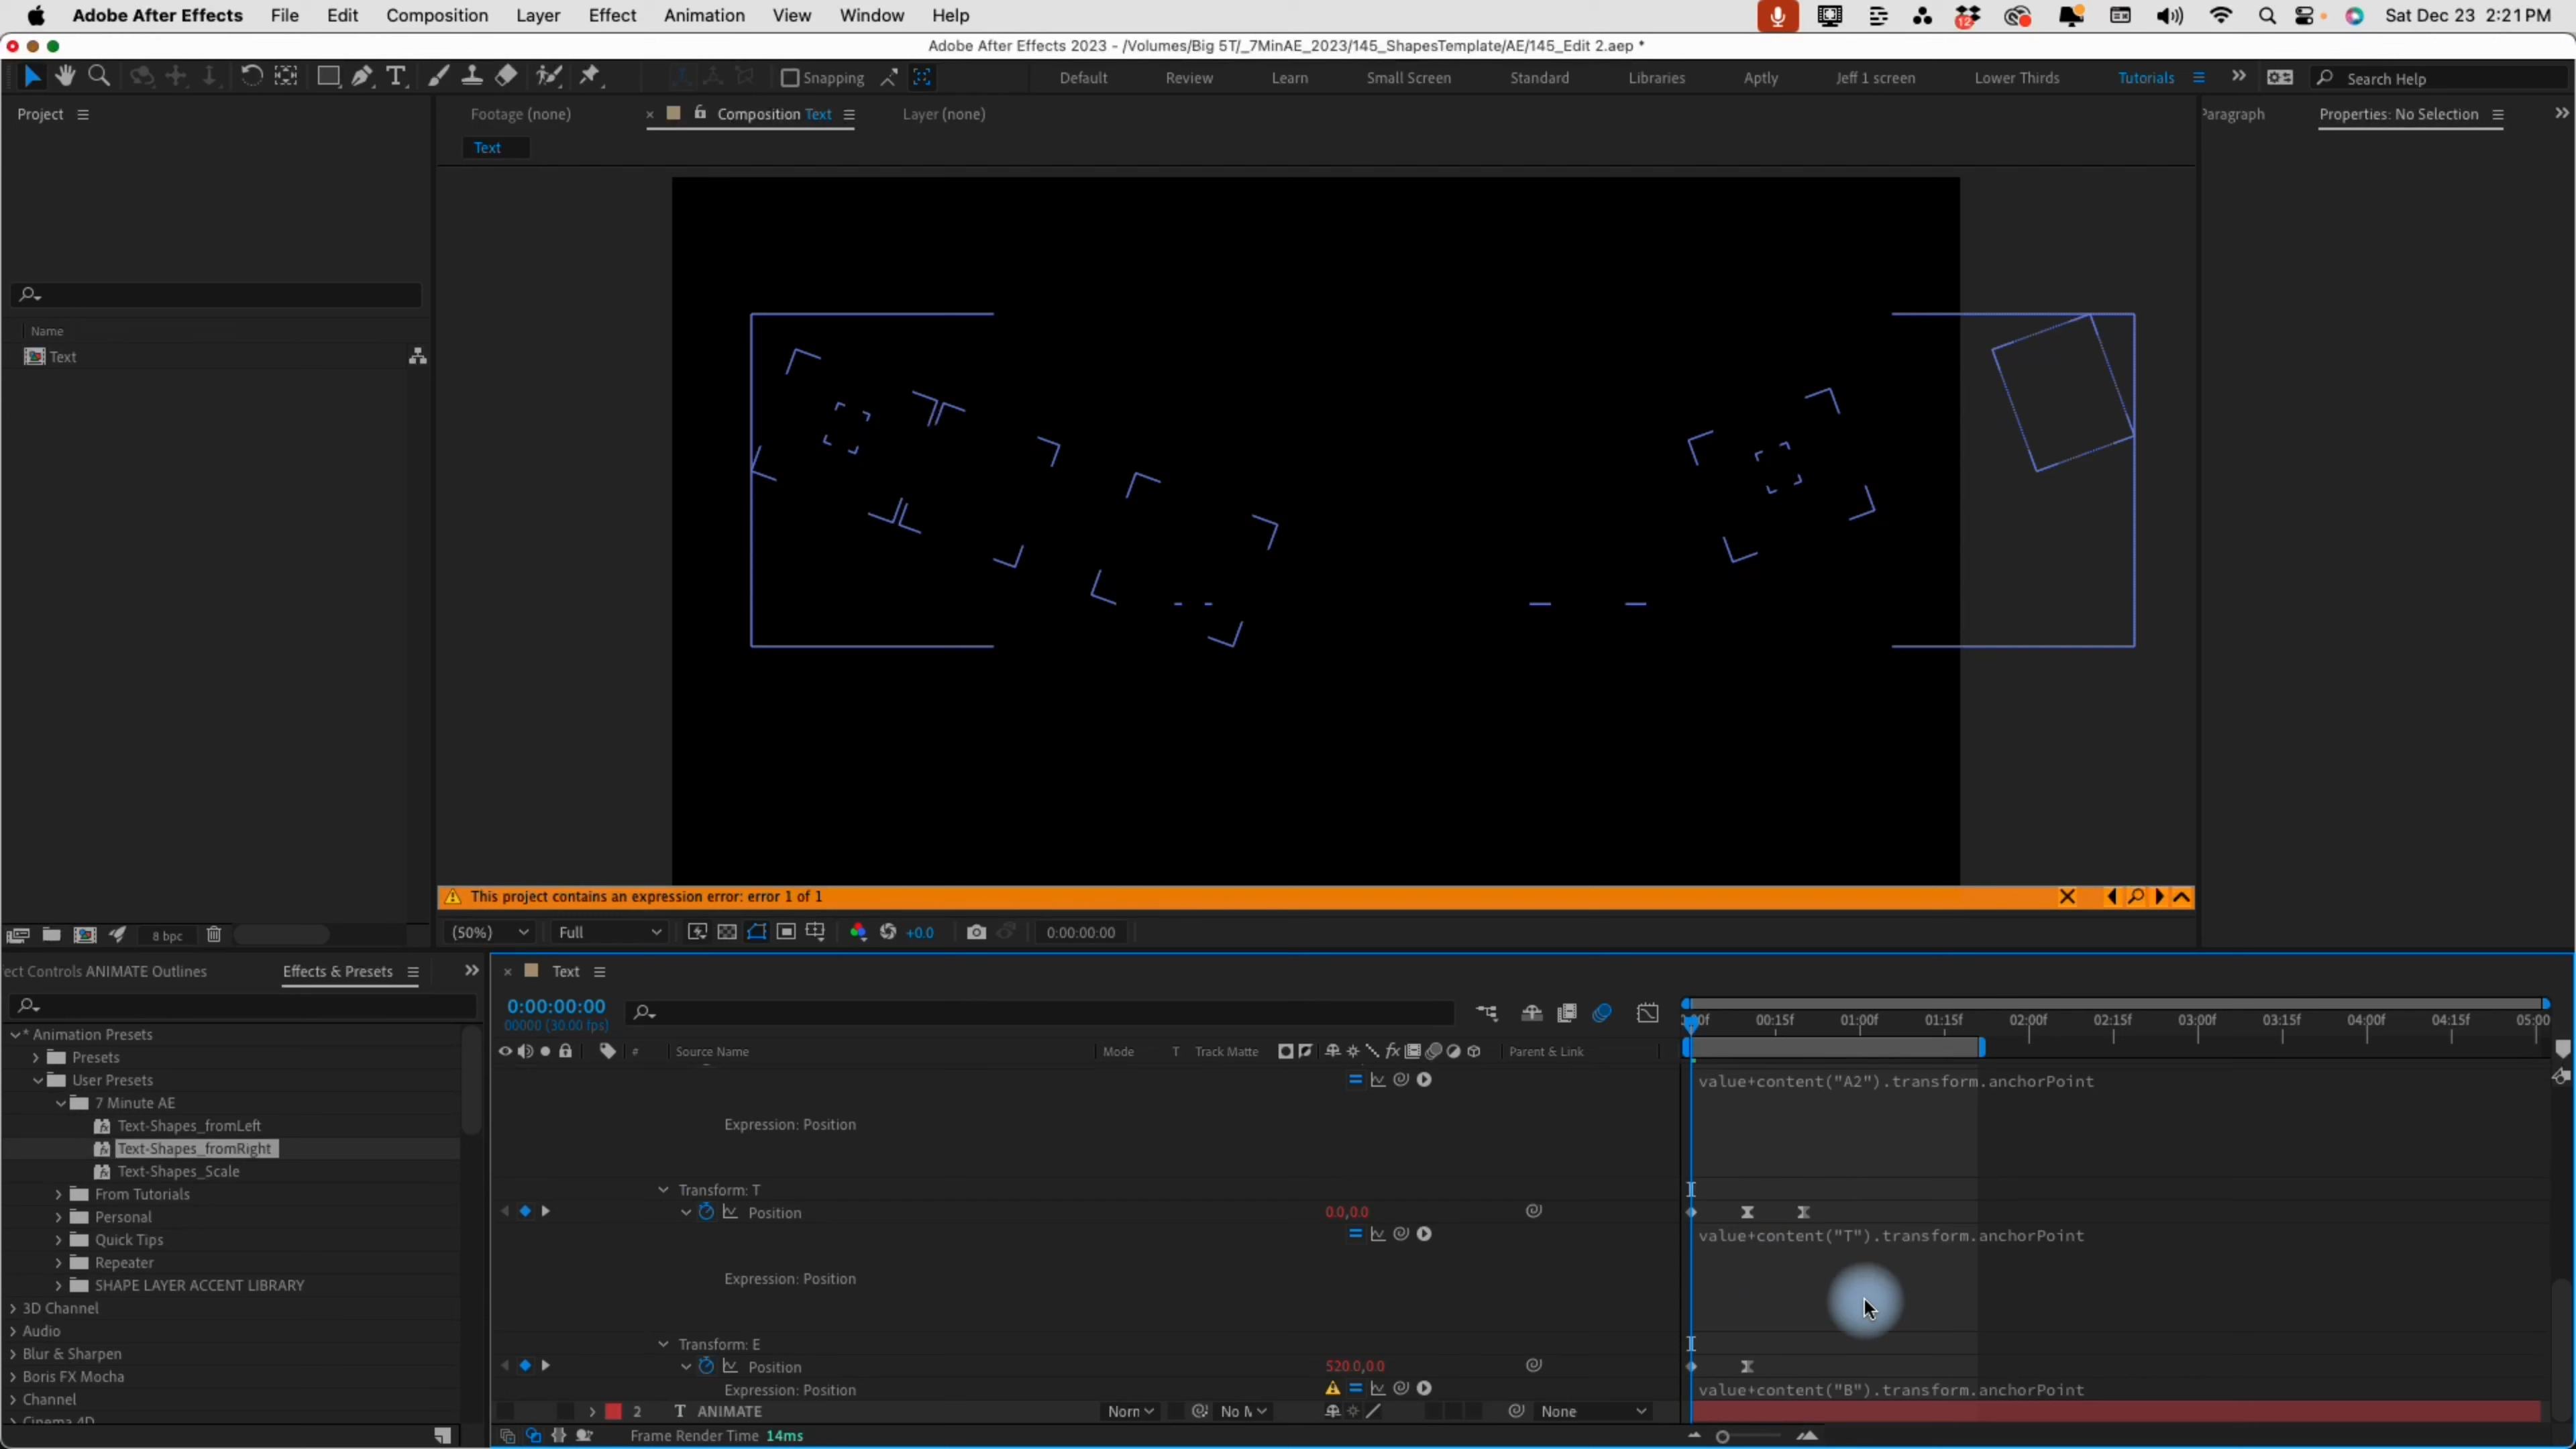 Adobe After Effects File Edit Composition Layer Effect Animation View Window Help 12 Sat Dec 23 2:21 PM
Adobe After Effects 2023 - /Volumes/Big 5T/_7MinAE_2023/145_ShapesTemplate/AE/145_Edit 2.aep *
Snapping Default Review Learn Small Screen Standard Libraries Aptly Jeff 1 screen Lower Thirds Tutorials Search Help
Project Footage (none) Composition Text Layer (none) Paragraph Properties: No Selection
Text
Name
Text
This project contains an expression error: error 1 of 1
8 bpc (50%) Full +0.0 0:00:00:00
ect Controls ANIMATE Outlines Effects & Presets Text
0:00:00:00
00000 (30.00 fps)
00f 00:15f 01:00f 01:15f 02:00f 02:15f 03:00f 03:15f 04:00f 04:15f 05:00
* Animation Presets
Presets
User Presets
7 Minute AE
Text-Shapes_fromLeft
Text-Shapes_fromRight
Text-Shapes_Scale
From Tutorials
Personal
Quick Tips
Repeater
SHAPE LAYER ACCENT LIBRARY
3D Channel
Audio
Blur & Sharpen
Boris FX Mocha
Channel
Cinema 4D
# Source Name Mode T Track Matte Parent & Link
value+content("A2").transform.anchorPoint
Expression: Position
Transform: T
Position 0.0,0.0
value+content("T").transform.anchorPoint
Expression: Position
Transform: E
Position 520.0,0.0
Expression: Position value+content("B").transform.anchorPoint
2 T ANIMATE Norm No M None
Frame Render Time 14ms